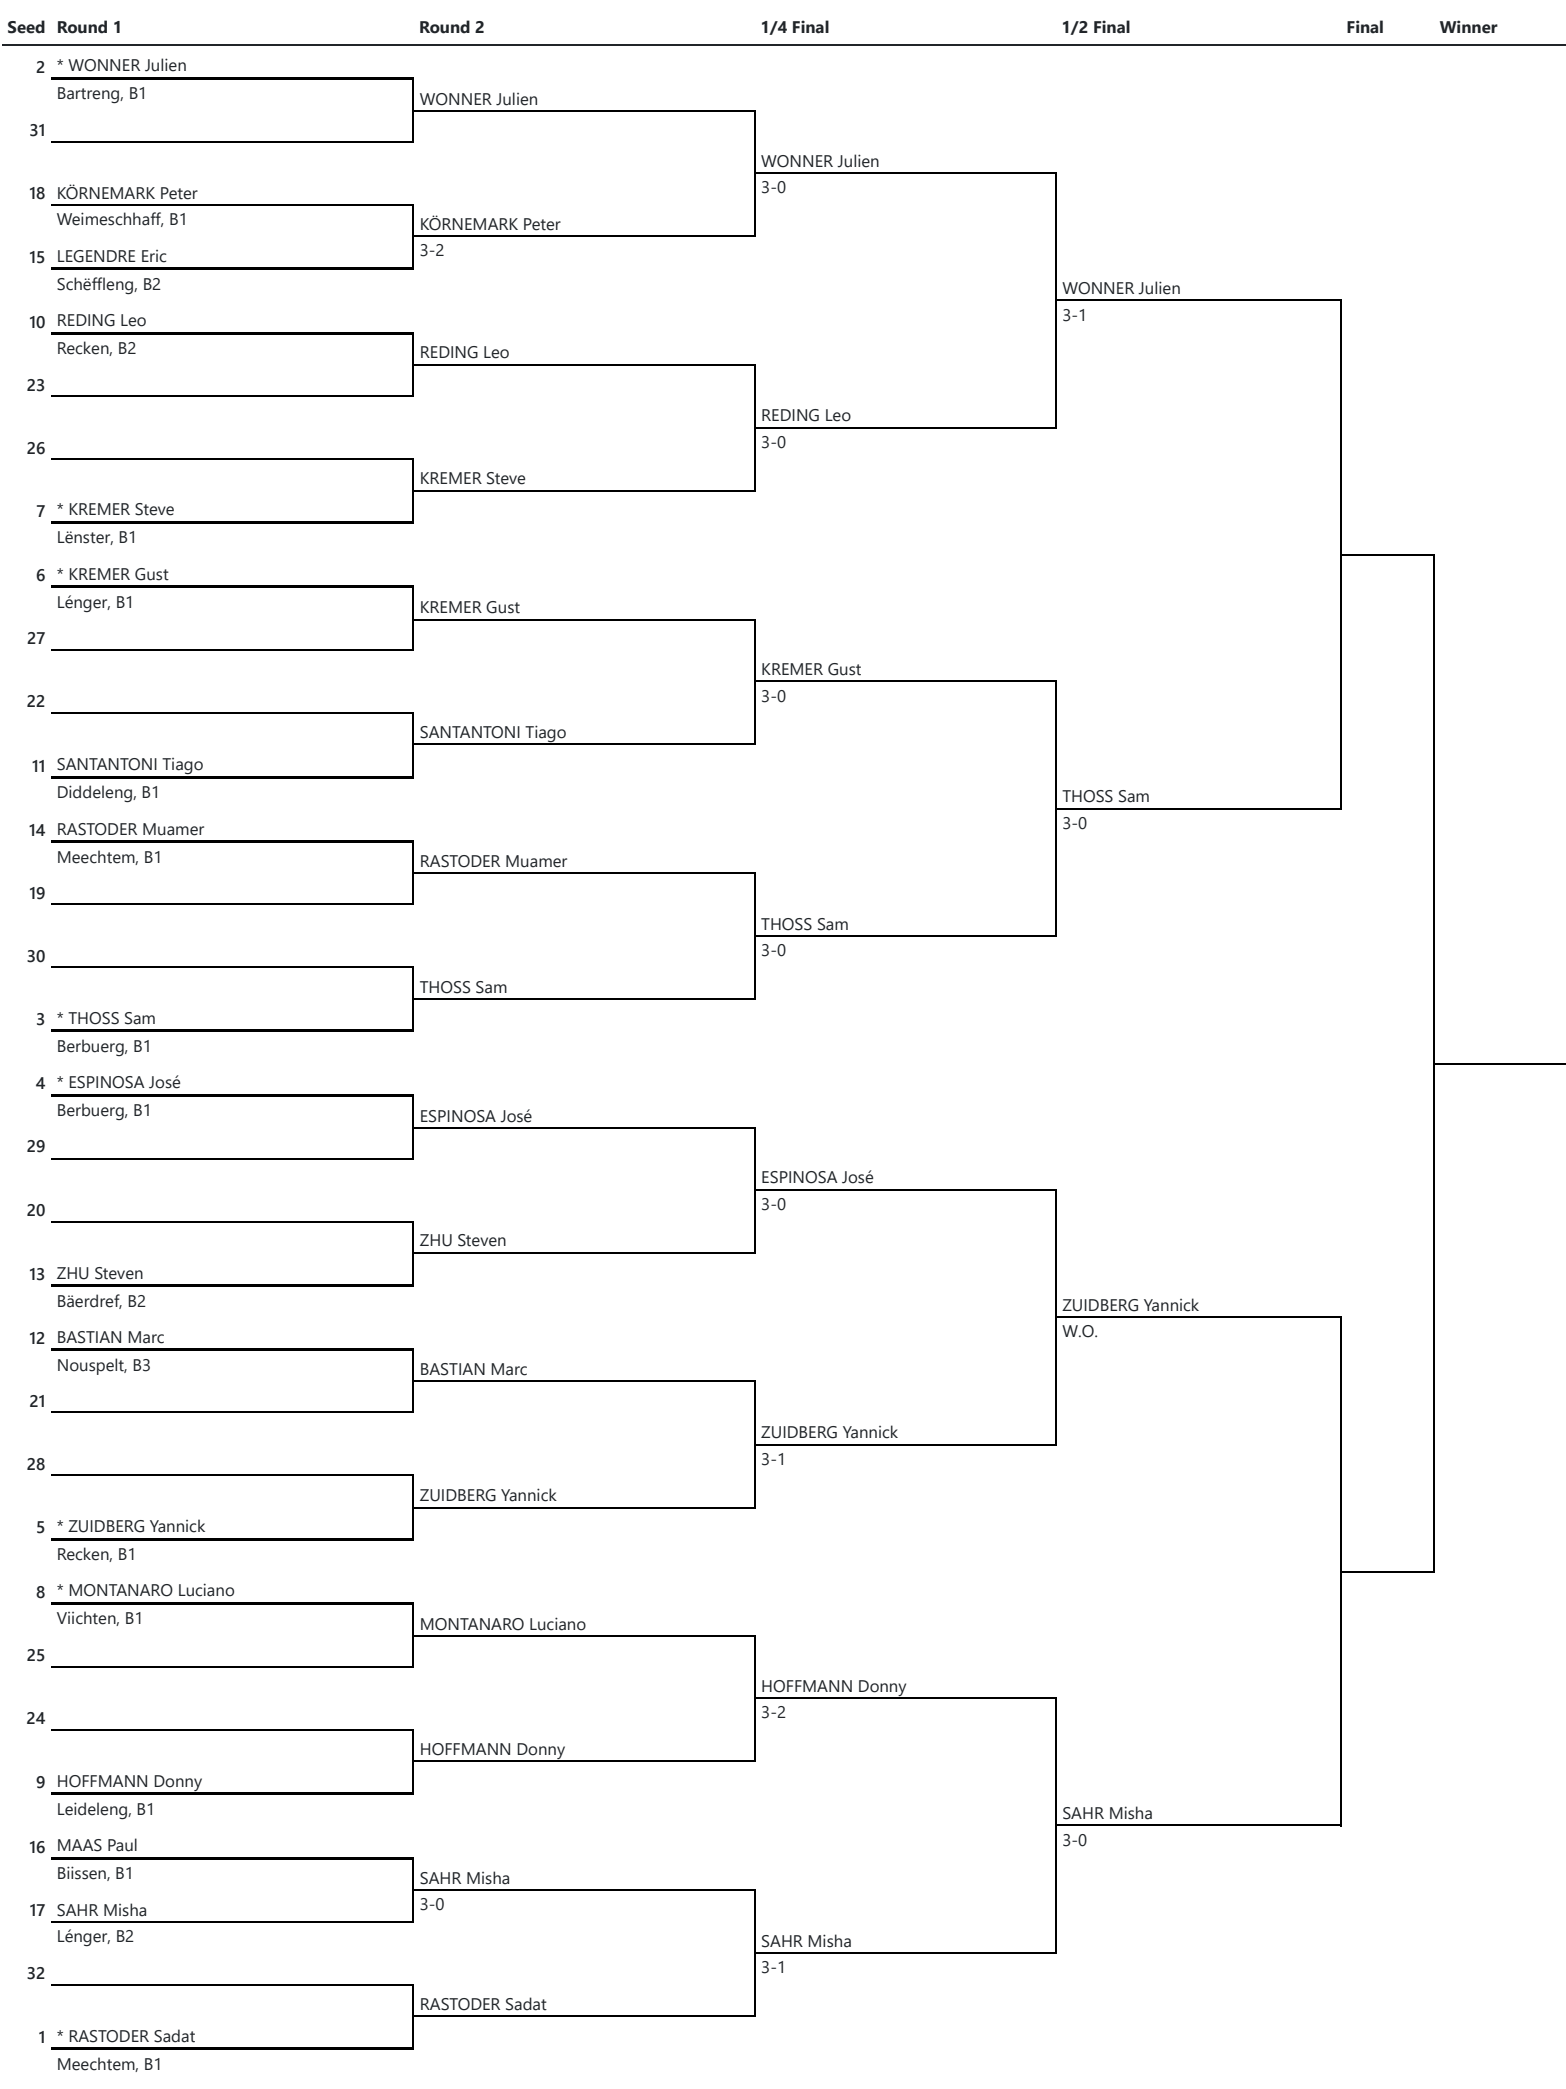 Seed Round 1 Round 2 1/4 Final 1/2 Final Final Winner
2 * WONNER Julien
Bartreng, B1
WONNER Julien
31
WONNER Julien
3-0
18 KÖRNEMARK Peter
Weimeschhaff, B1
KÖRNEMARK Peter
3-2
15 LEGENDRE Eric
Schëffleng, B2
WONNER Julien
3-1
10 REDING Leo
Recken, B2
REDING Leo
23
REDING Leo
3-0
26
KREMER Steve
7 * KREMER Steve
Lënster, B1
6 * KREMER Gust
Lénger, B1
KREMER Gust
27
KREMER Gust
3-0
22
SANTANTONI Tiago
11 SANTANTONI Tiago
Diddeleng, B1
THOSS Sam
3-0
14 RASTODER Muamer
Meechtem, B1
RASTODER Muamer
19
THOSS Sam
3-0
30
THOSS Sam
3 * THOSS Sam
Berbuerg, B1
4 * ESPINOSA José
Berbuerg, B1
ESPINOSA José
29
ESPINOSA José
3-0
20
ZHU Steven
13 ZHU Steven
Bäerdref, B2
ZUIDBERG Yannick
W.O.
12 BASTIAN Marc
Nouspelt, B3
BASTIAN Marc
21
ZUIDBERG Yannick
3-1
28
ZUIDBERG Yannick
5 * ZUIDBERG Yannick
Recken, B1
8 * MONTANARO Luciano
Viichten, B1
MONTANARO Luciano
25
HOFFMANN Donny
3-2
24
HOFFMANN Donny
9 HOFFMANN Donny
Leideleng, B1
SAHR Misha
3-0
16 MAAS Paul
Biissen, B1
SAHR Misha
3-0
17 SAHR Misha
Lénger, B2
SAHR Misha
3-1
32
RASTODER Sadat
1 * RASTODER Sadat
Meechtem, B1